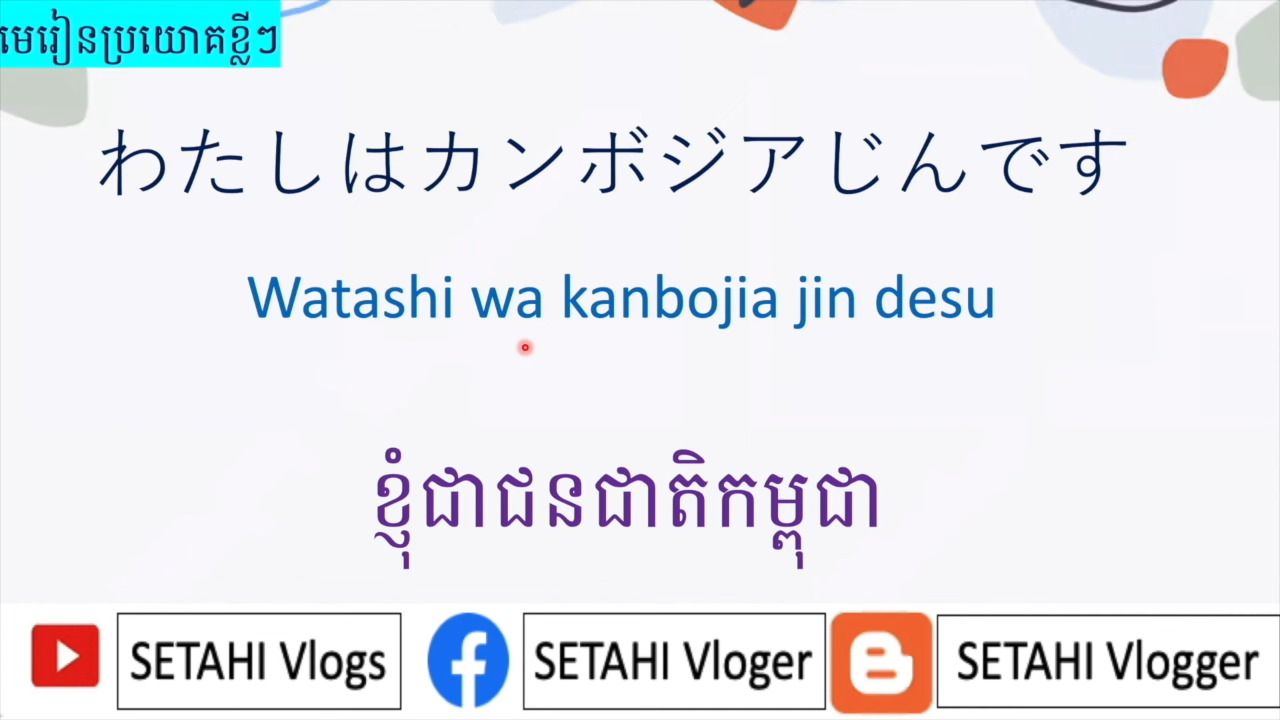 មេរៀនប្រយោគខ្លីៗ
わたしはカンボジアじんです
Watashi wa kanbojia jin desu
ខ្ញុំជាជនជាតិកម្ពុជា
SETAHI Vlogs SETAHI Vloger SETAHI Vlogger